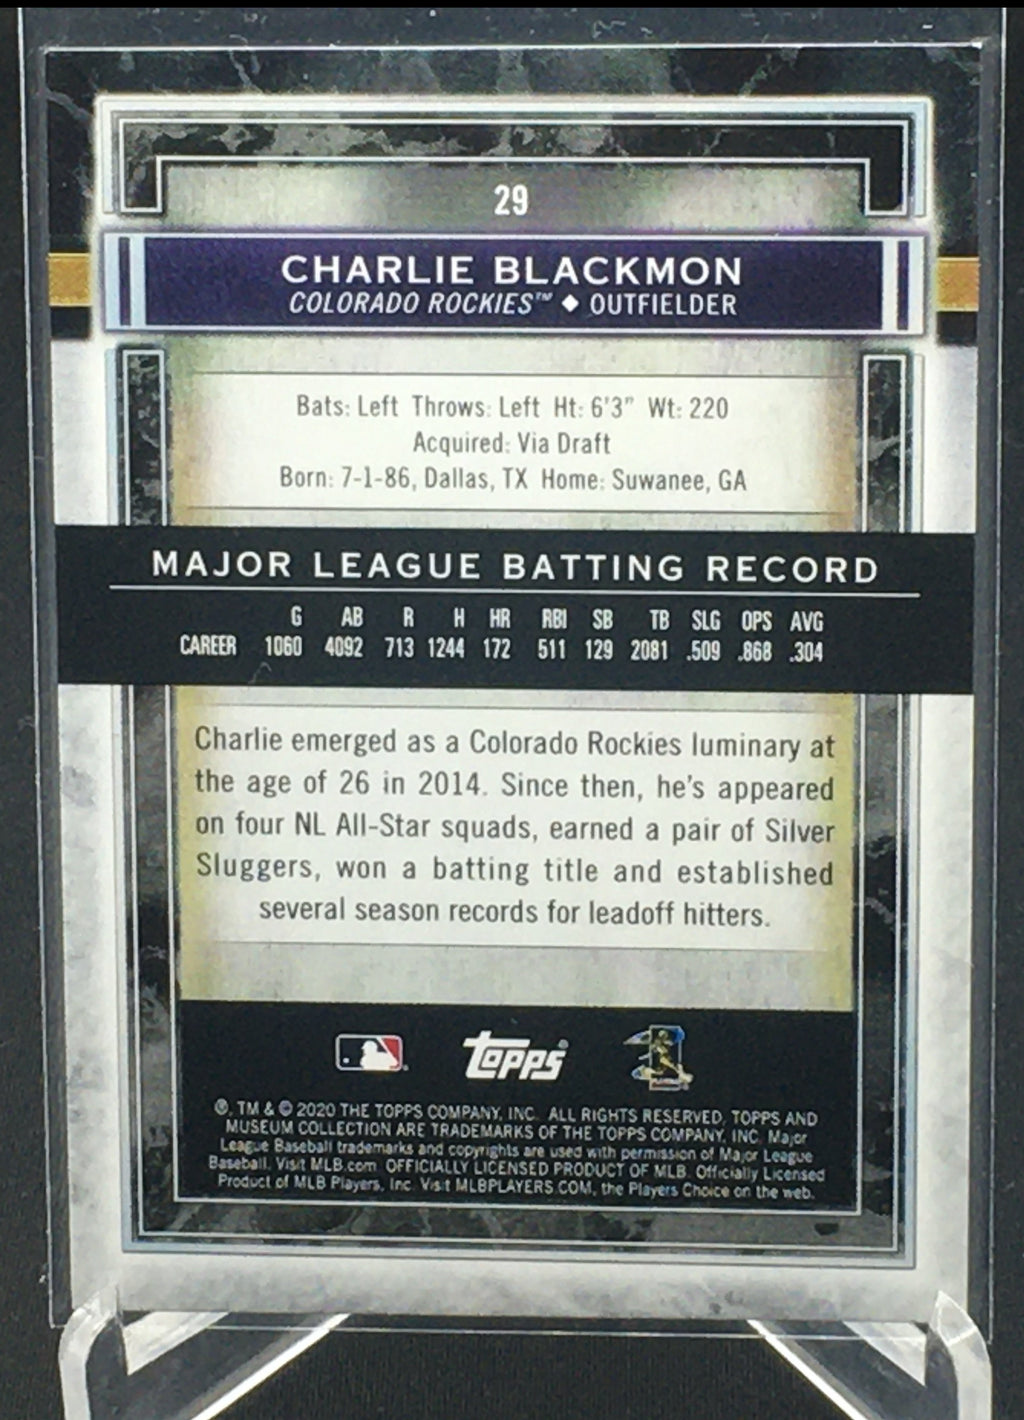 29
CHARLIE BLACKMON
COLORADO ROCKIES™ ◆ OUTFIELDER
Bats: Left Throws: Left Ht: 6'3" Wt: 220
Acquired: Via Draft
Born: 7-1-86, Dallas, TX Home: Suwanee, GA
MAJOR LEAGUE BATTING RECORD
G AB R H HR RBI SB TB SLG OPS AVG
CAREER 1060 4092 713 1244 172 511 129 2081 .509 .868 .304
Charlie emerged as a Colorado Rockies luminary at
the age of 26 in 2014. Since then, he's appeared
on four NL All-Star squads, earned a pair of Silver
Sluggers, won a batting title and established
several season records for leadoff hitters.
Topps
®, TM & © 2020 THE TOPPS COMPANY, INC. ALL RIGHTS RESERVED. TOPPS AND
MUSEUM COLLECTION ARE TRADEMARKS OF THE TOPPS COMPANY, INC. Major
League Baseball trademarks and copyrights are used with permission of Major League
Baseball. Visit MLB.com OFFICIALLY LICENSED PRODUCT OF MLB. Officially Licensed
Product of MLB Players, Inc. Visit MLBPLAYERS.COM, the Players Choice on the web.